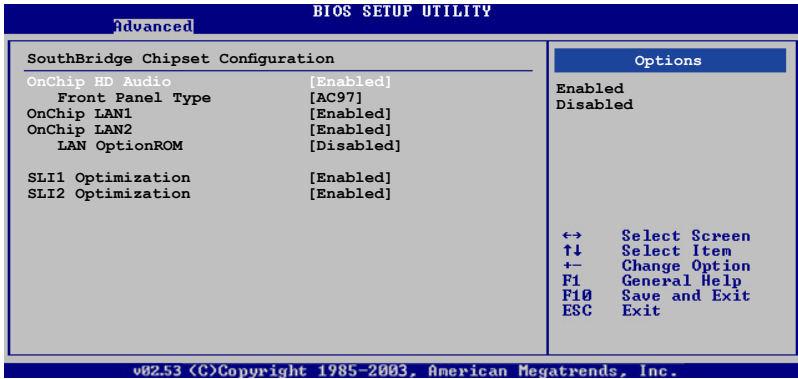 BIOS SETUP UTILITY
Advanced
SouthBridge Chipset Configuration
OnChip HD Audio [Enabled]
Front Panel Type [AC97]
OnChip LAN1 [Enabled]
OnChip LAN2 [Enabled]
LAN OptionROM [Disabled]
SLI1 Optimization [Enabled]
SLI2 Optimization [Enabled]
Options
Enabled
Disabled
←→ Select Screen
↑↓ Select Item
+- Change Option
F1 General Help
F10 Save and Exit
ESC Exit
v02.53 (C)Copyright 1985-2003, American Megatrends, Inc.